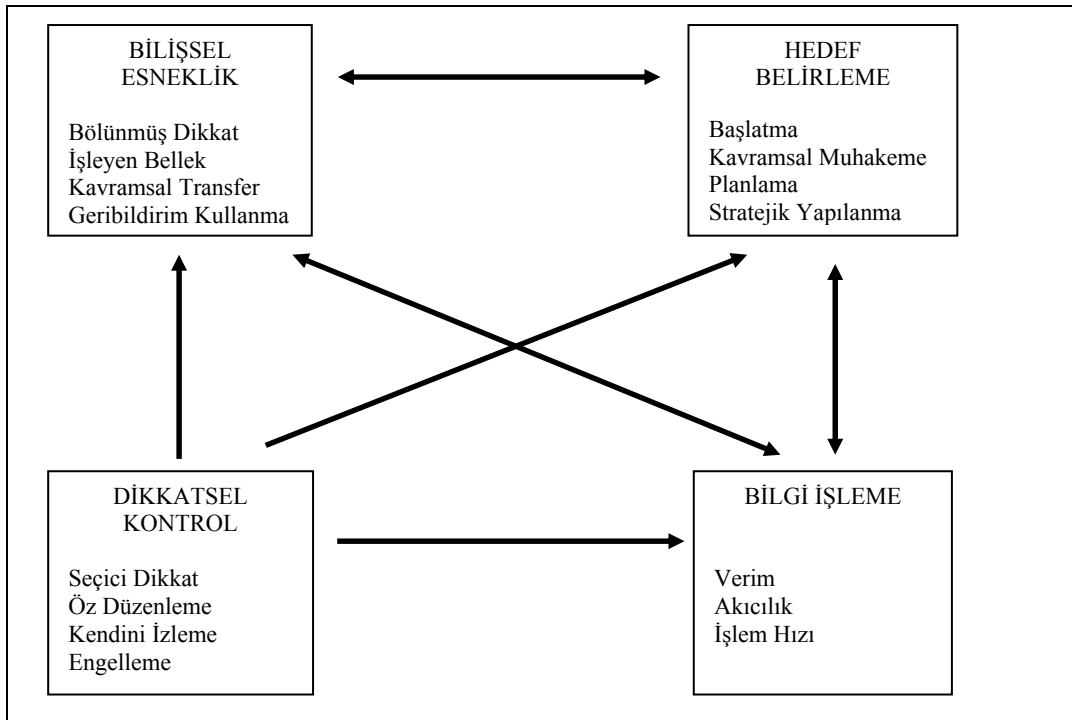 BİLİŞSEL
ESNEKLİK
Bölünmüş Dikkat
İşleyen Bellek
Kavramsal Transfer
Geribildirim Kullanma
HEDEF
BELİRLEME
Başlatma
Kavramsal Muhakeme
Planlama
Stratejik Yapılanma
DİKKATSEL
KONTROL
Seçici Dikkat
Öz Düzenleme
Kendini İzleme
Engelleme
BİLGİ İŞLEME
Verim
Akıcılık
İşlem Hızı